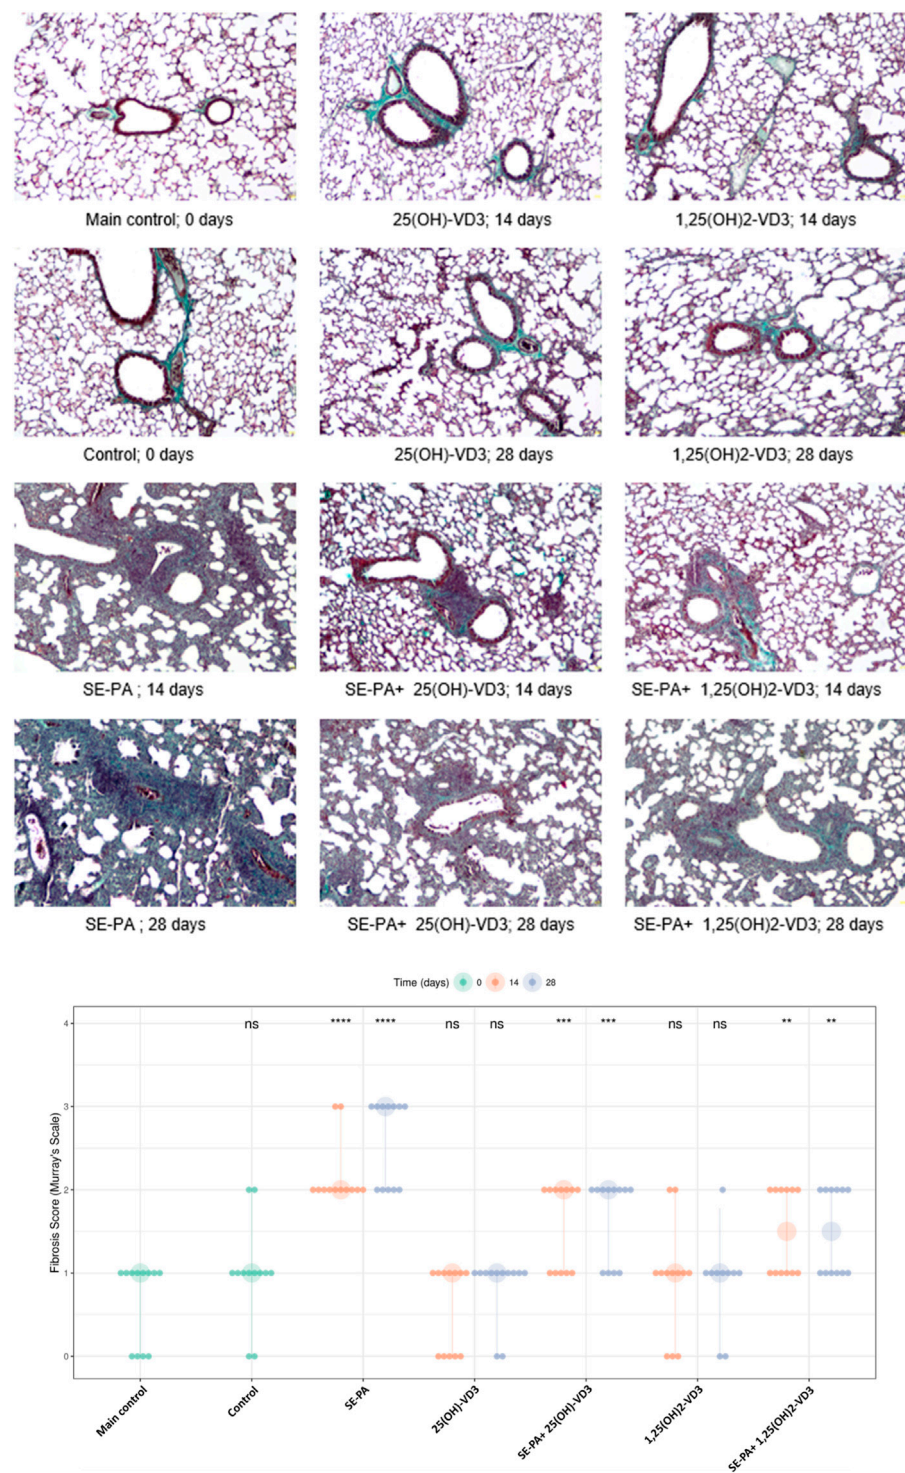 Main control; 0 days
25(OH)-VD3; 14 days
1,25(OH)2-VD3; 14 days
Control; 0 days
25(OH)-VD3; 28 days
1,25(OH)2-VD3; 28 days
SE-PA ; 14 days
SE-PA+ 25(OH)-VD3; 14 days
SE-PA+ 1,25(OH)2-VD3; 14 days
SE-PA ; 28 days
SE-PA+ 25(OH)-VD3; 28 days
SE-PA+ 1,25(OH)2-VD3; 28 days
Time (days) 0 14 28
ns **** **** ns ns *** *** ns ns ** **
Fibrosis Score (Murray's Scale)
4
3
2
1
0
Main control
Control
SE-PA
25(OH)-VD3
SE-PA+ 25(OH)-VD3
1,25(OH)2-VD3
SE-PA+ 1,25(OH)2-VD3